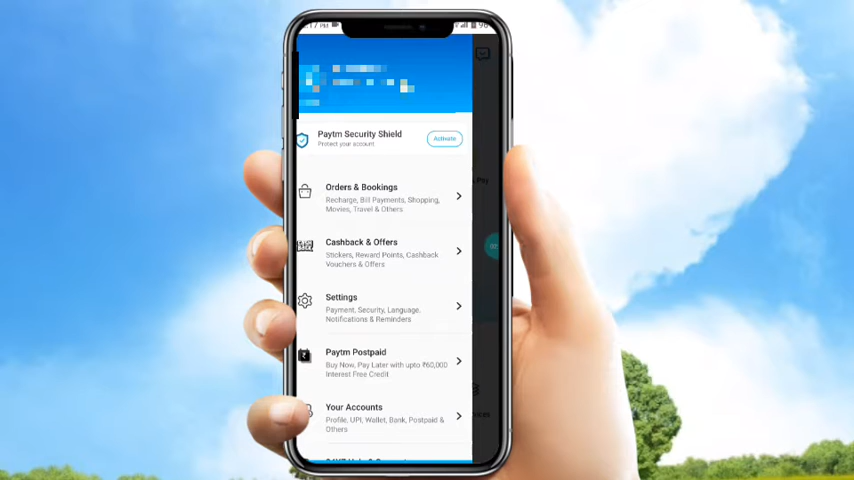 Paytm Security Shield
Protect your account
Activate
Orders & Bookings
Recharge, Bill Payments, Shopping,
Movies, Travel & Others
Cashback & Offers
Stickers, Reward Points, Cashback
Vouchers & Offers
Settings
Payment, Security, Language,
Notifications & Reminders
Paytm Postpaid
Buy Now, Pay Later with upto ₹60,000
Interest Free Credit
Your Accounts
Profile, UPI, Wallet, Bank, Postpaid &
Others
Pay